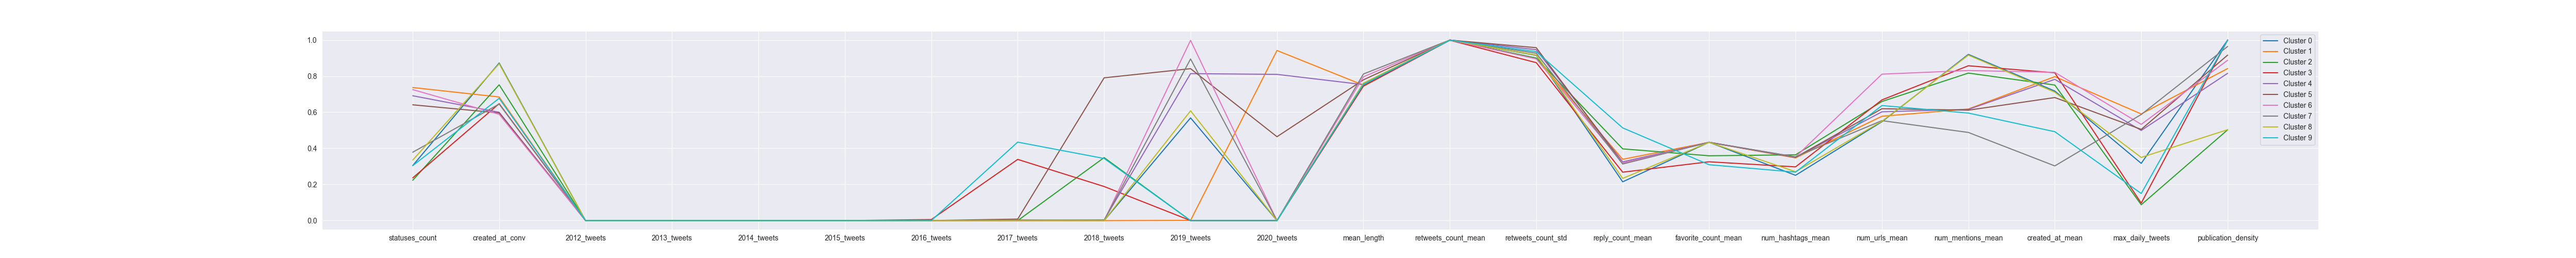 1.0
0.8
0.6
0.4
0.2
0.0
statuses_count created_at_conv 2012_tweets 2013_tweets 2014_tweets 2015_tweets 2016_tweets 2017_tweets 2018_tweets 2019_tweets 2020_tweets mean_length retweets_count_mean retweets_count_std reply_count_mean favorite_count_mean num_hashtags_mean num_urls_mean num_mentions_mean created_at_mean max_daily_tweets publication_density
Cluster 0
Cluster 1
Cluster 2
Cluster 3
Cluster 4
Cluster 5
Cluster 6
Cluster 7
Cluster 8
Cluster 9